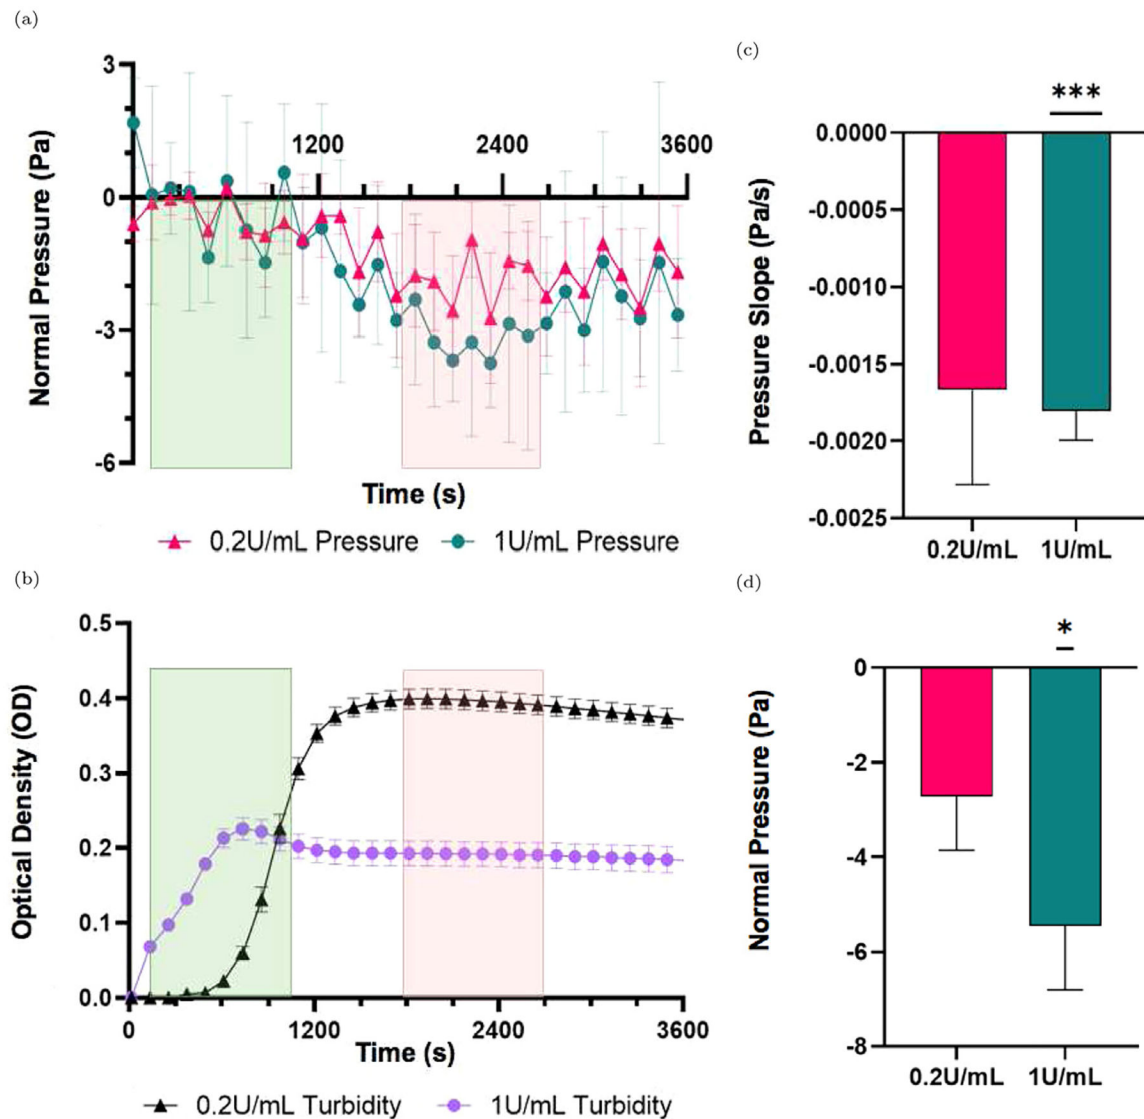 (a)
3
0
-3
-6
1200
2400
3600
Normal Pressure (Pa)
Time (s)
0.2U/mL Pressure
1U/mL Pressure
(b)
0.5
0.4
0.3
0.2
0.1
0.0
0
1200
2400
3600
Optical Density (OD)
Time (s)
0.2U/mL Turbidity
1U/mL Turbidity
(c)
***
0.0000
-0.0005
-0.0010
-0.0015
-0.0020
-0.0025
Pressure Slope (Pa/s)
0.2U/mL
1U/mL
(d)
*
0
-2
-4
-6
-8
Normal Pressure (Pa)
0.2U/mL
1U/mL